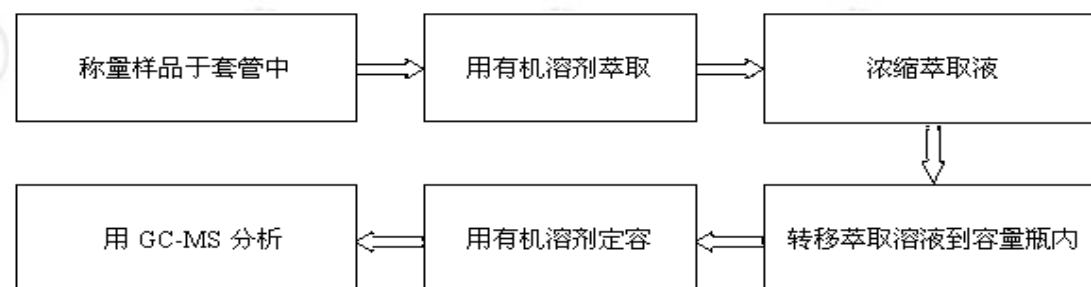 称量样品于套管中
用有机溶剂萃取
浓缩萃取液
转移萃取溶液到容量瓶内
用有机溶剂定容
用 GC-MS 分析